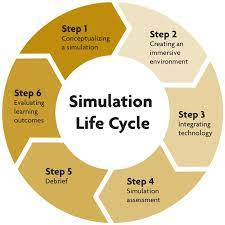 Step 1
Conceptualizing
a simulation
Step 2
Creating an
immersive
environment
Step 3
Integrating
technology
Step 4
Simulation
assessment
Step 5
Debrief
Step 6
Evaluating
learning
outcomes
Simulation
Life Cycle